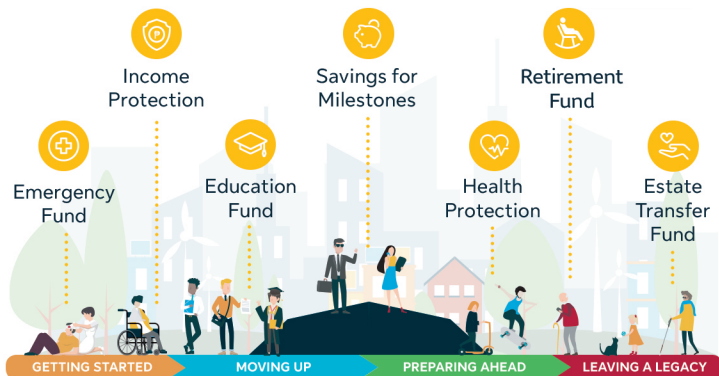 Income
Protection
Savings for
Milestones
Retirement
Fund
Emergency
Fund
Education
Fund
Health
Protection
Estate
Transfer
Fund
GETTING STARTED
MOVING UP
PREPARING AHEAD
LEAVING A LEGACY